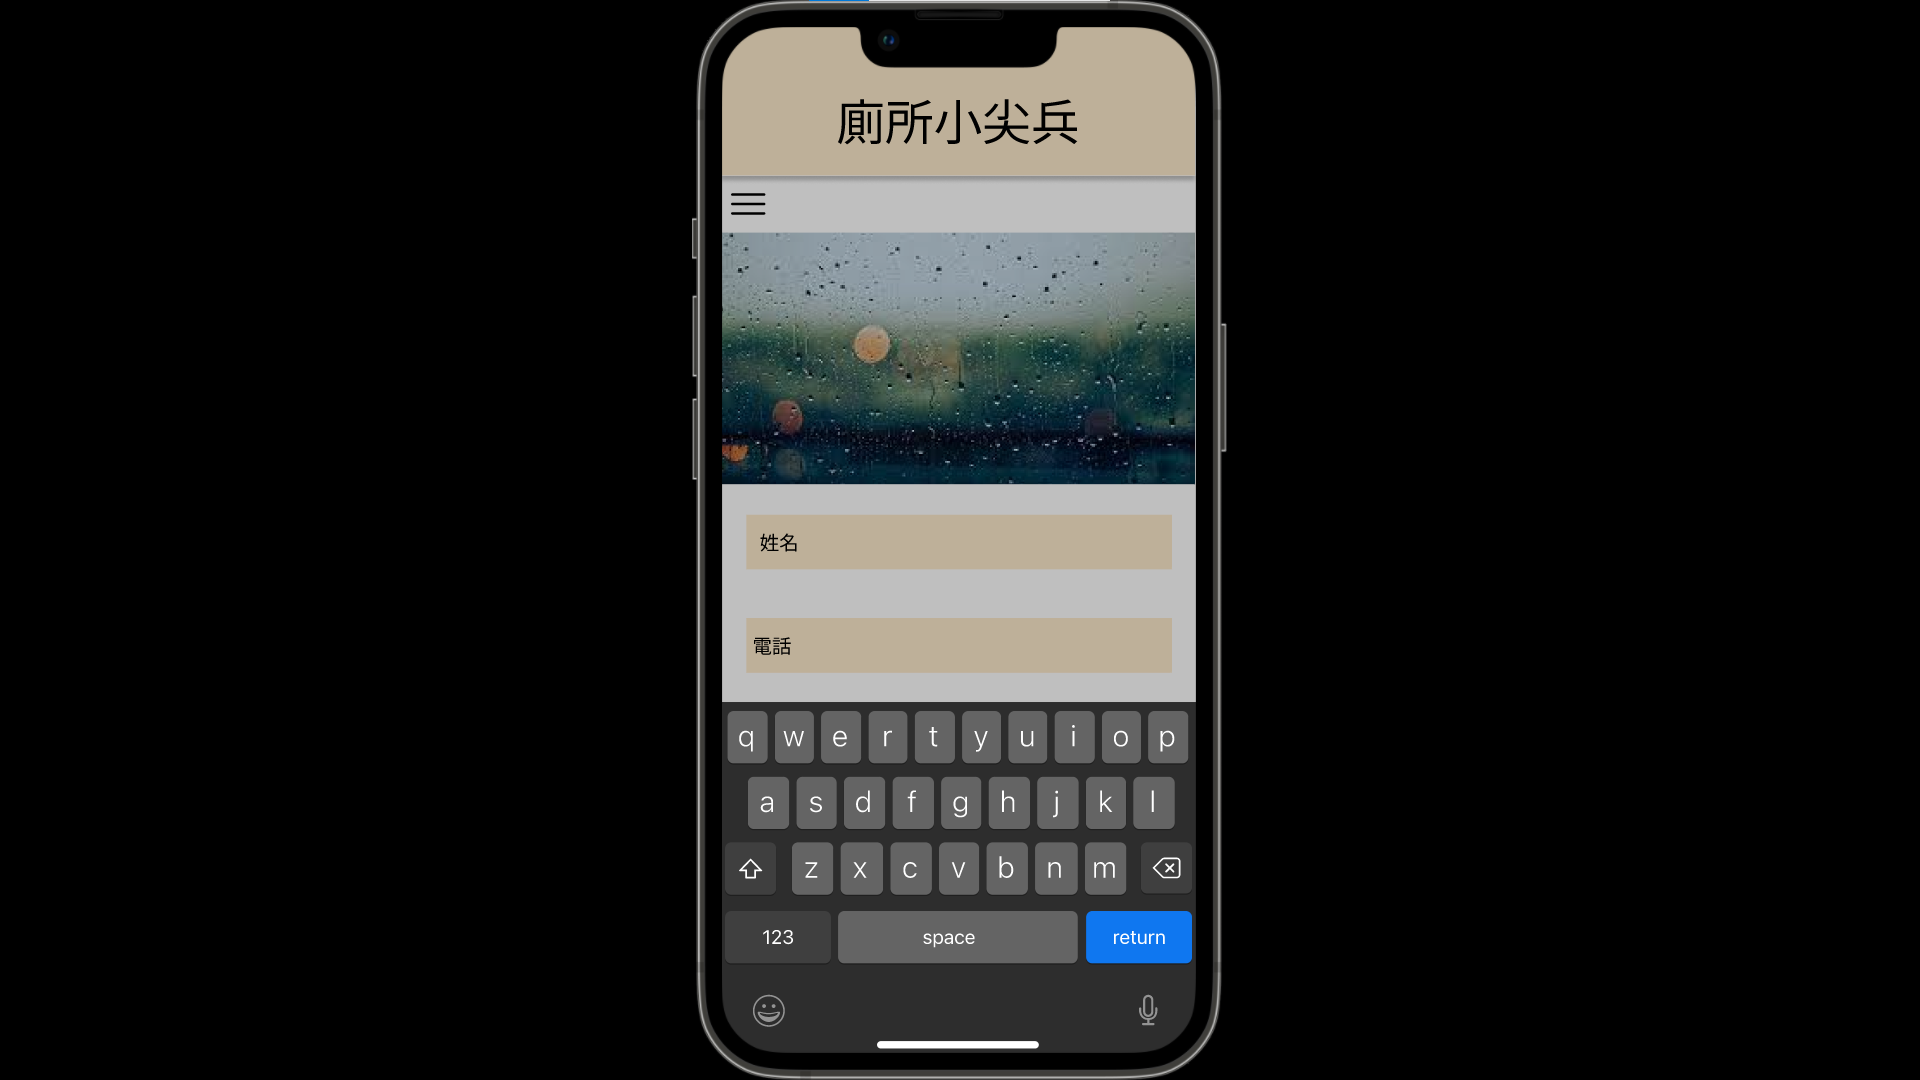 廁所小尖兵
姓名
電話
q w e r t y u i o p
a s d f g h j k l
z x c v b n m
123 space return